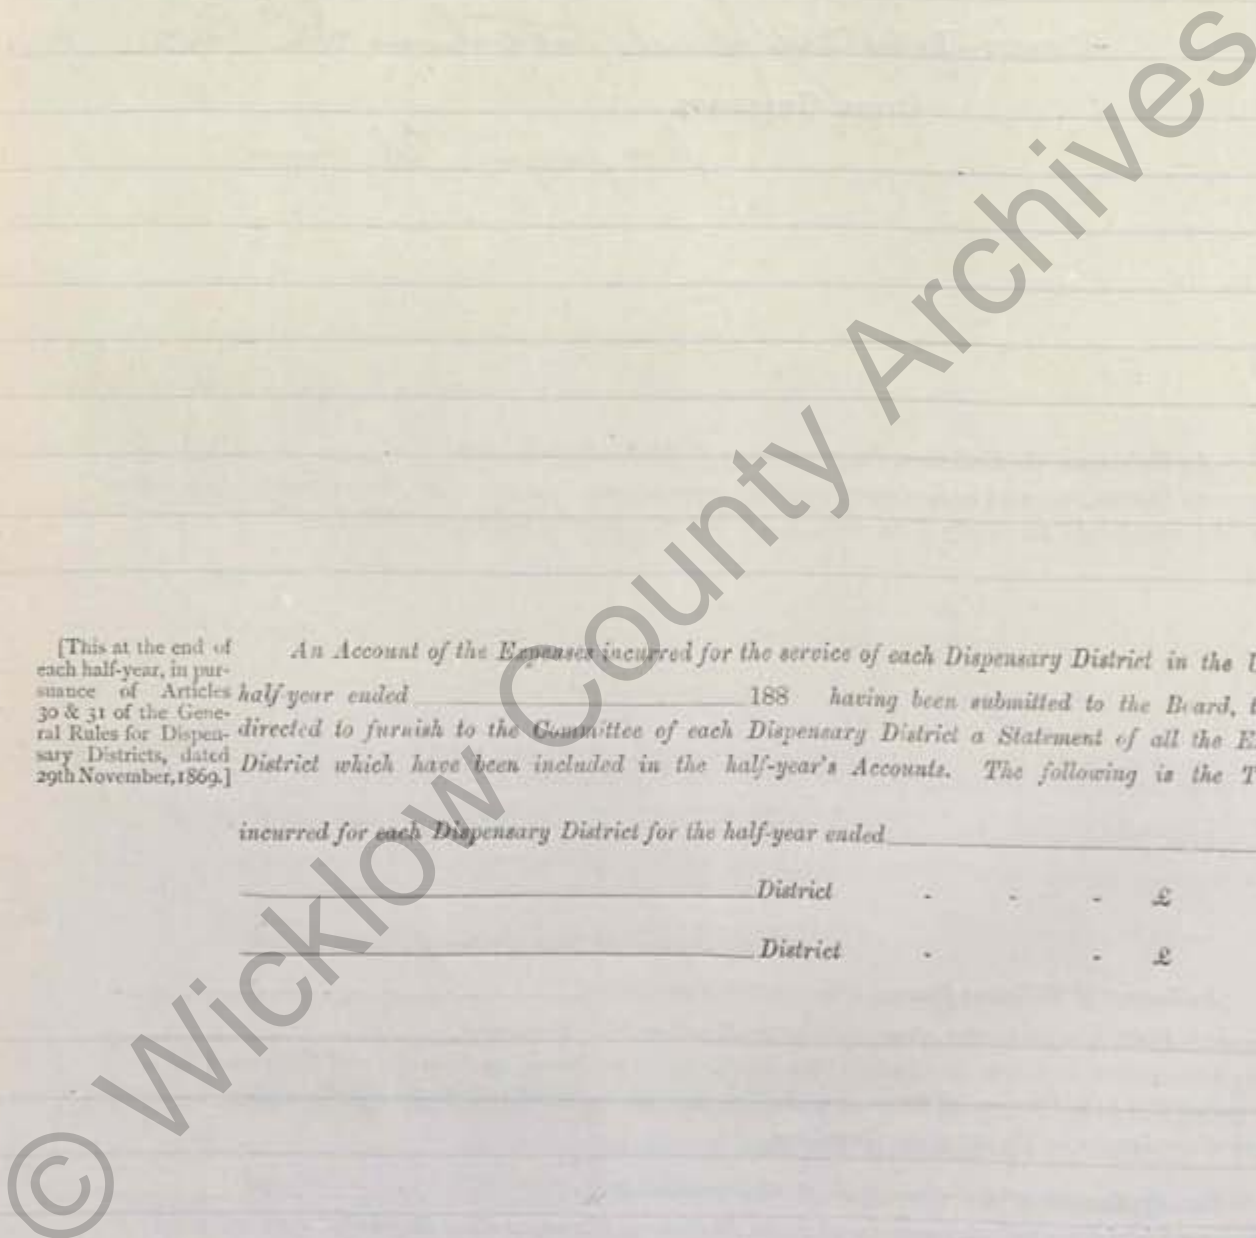 [This at the end of
each half-year, in pur-
suance of Articles
30 & 31 of the Gene-
ral Rules for Dispen-
sary Districts, dated
29th November, 1869.]
An Account of the Expenses incurred for the service of each Dispensary District in the
half year ended 188 having been submitted to the Board,
directed to furnish to the Committee of each Dispensary District a Statement of all the E
District which have been included in the half-year's Accounts. The following is the T
incurred for each Dispensary District for the half-year ended
District - - - £
District - - £
© Wicklow County Archives